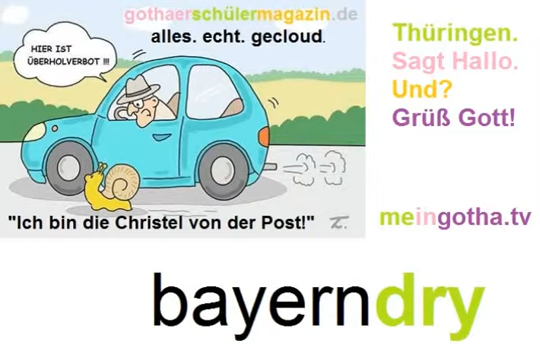 gothaerschülermagazin.de
alles. echt. gecloud.
HIER IST
ÜBERHOLVERBOT !!!
"Ich bin die Christel von der Post!"
Thüringen.
Sagt Hallo.
Und?
Grüß Gott!
meingotha.tv
bayerndry